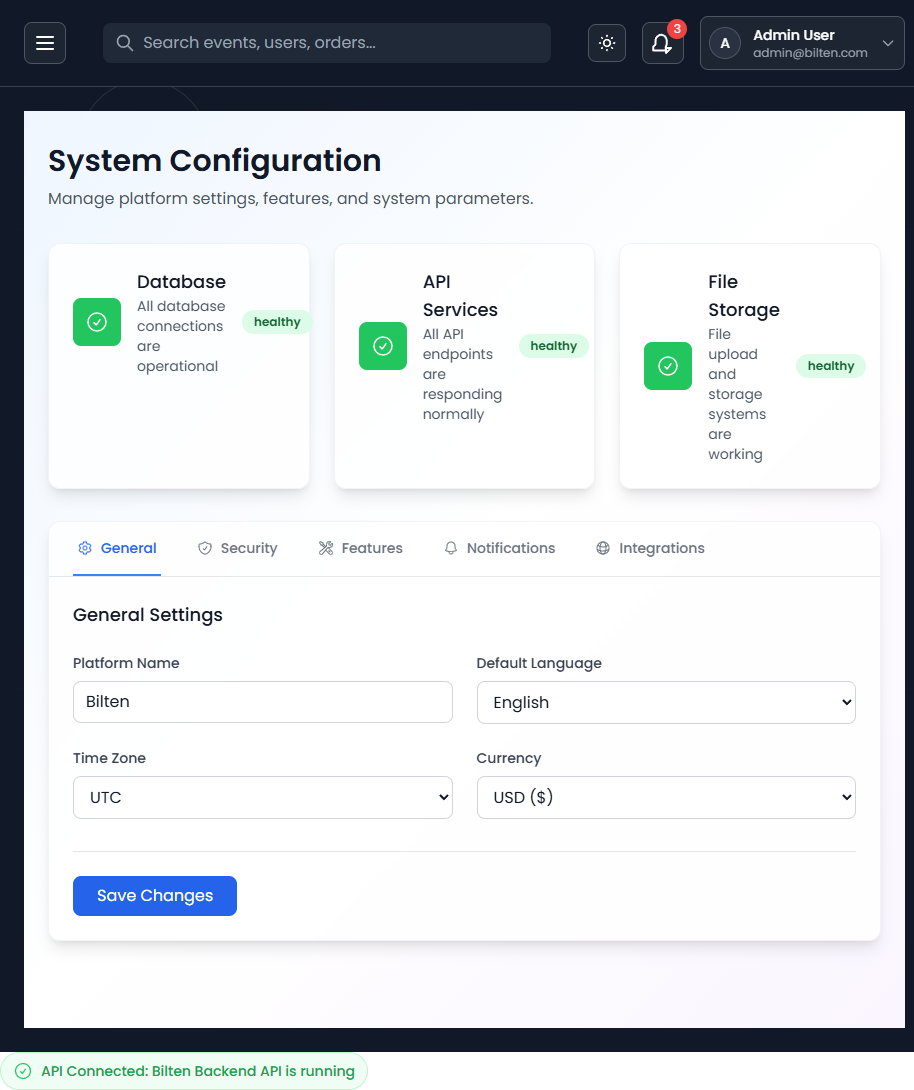 Search events, users, orders...
3
A
Admin User
admin@bilten.com
System Configuration
Manage platform settings, features, and system parameters.
Database
All database
connections
are
operational
healthy
API
Services
All API
endpoints
are
responding
normally
healthy
File
Storage
File
upload
and
storage
systems
are
working
healthy
General
Security
Features
Notifications
Integrations
General Settings
Platform Name
Bilten
Default Language
English
Time Zone
UTC
Currency
USD ($)
Save Changes
API Connected: Bilten Backend API is running